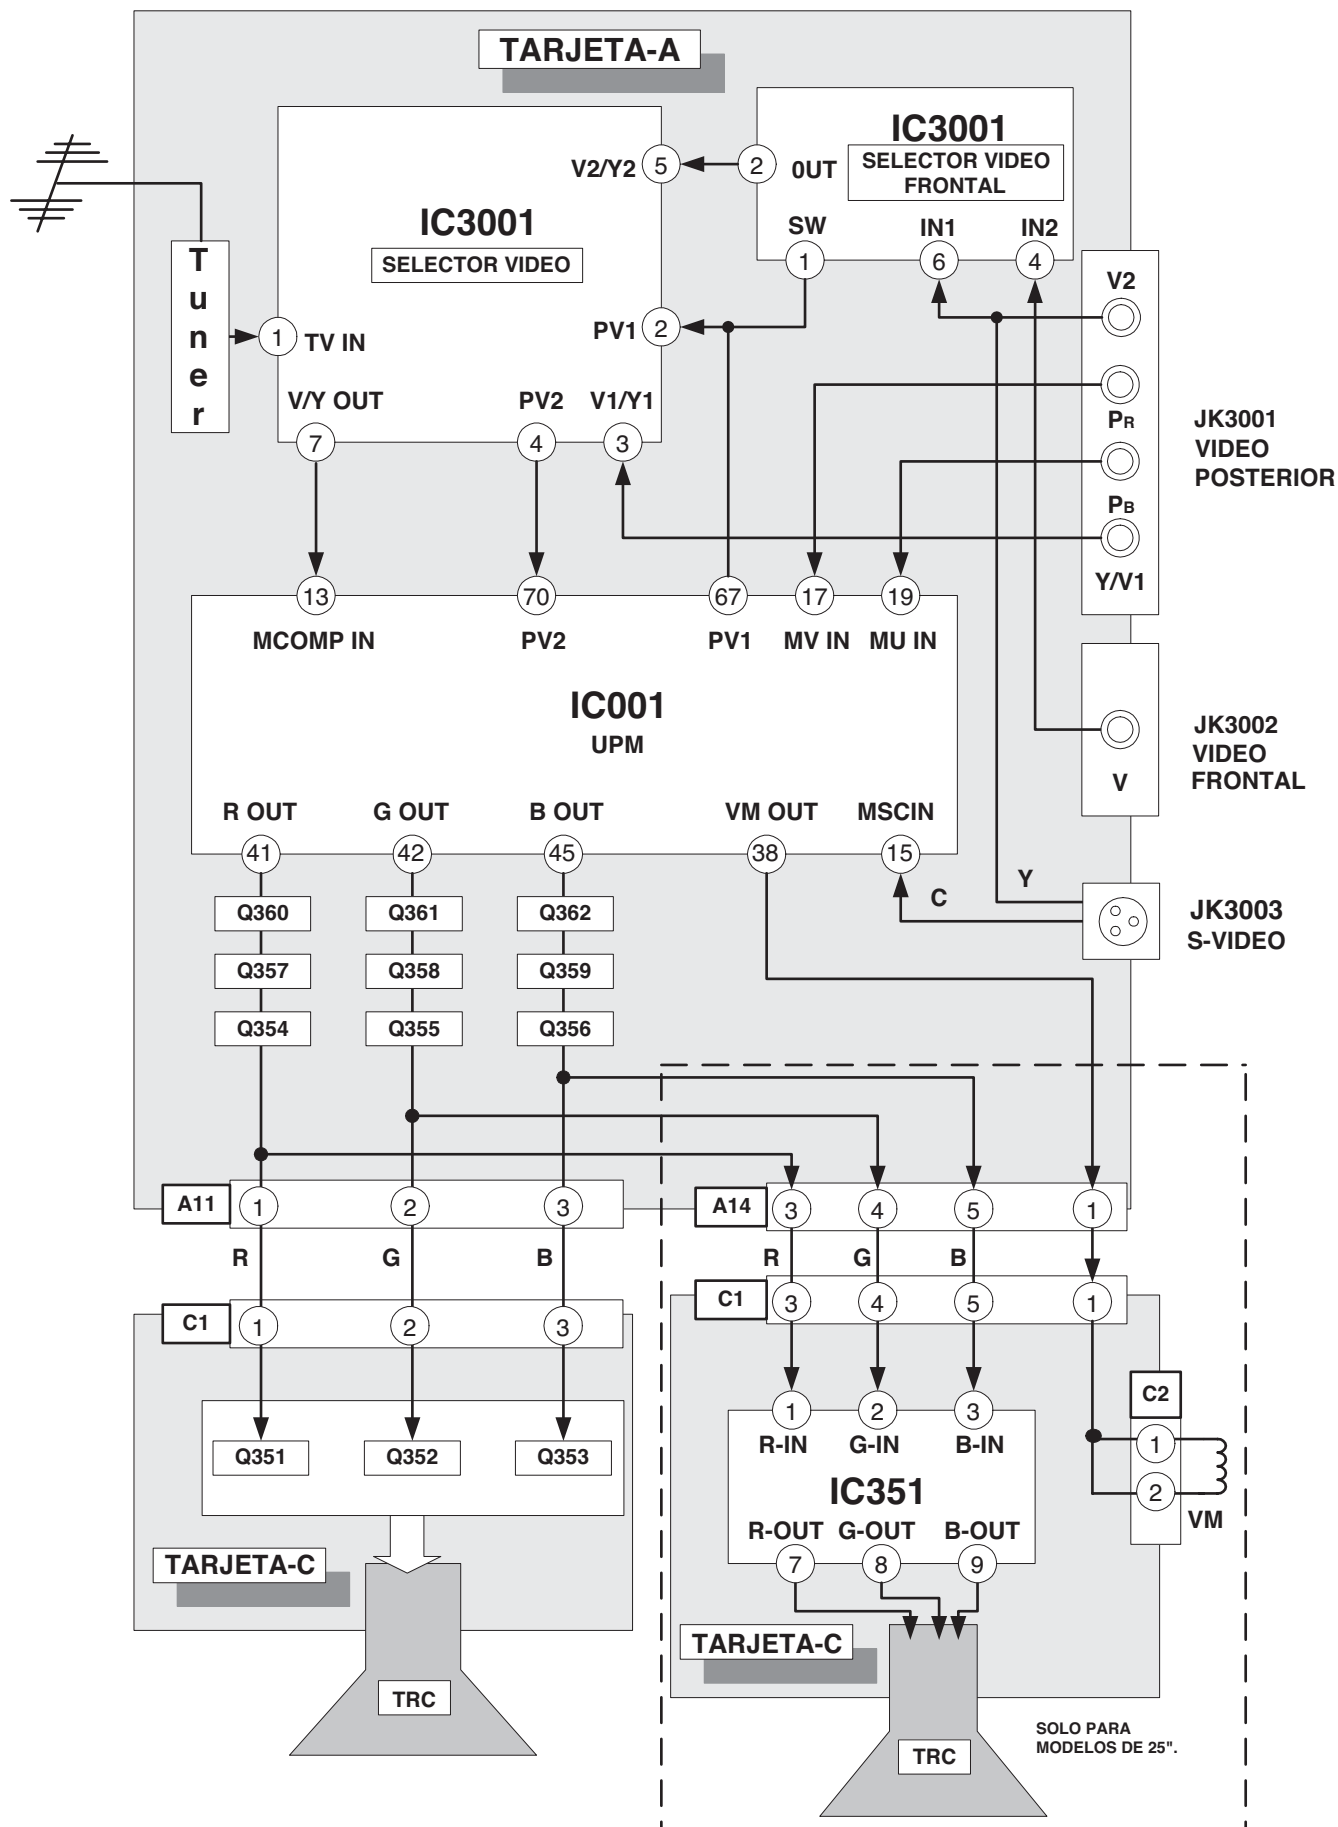 TARJETA-A
IC3001
SELECTOR VIDEO
FRONTAL
V2/Y2
5
2
0UT
SW
IN1
IN2
1
6
4
IC3001
SELECTOR VIDEO
Tuner
1
TV IN
PV1
2
V/Y OUT
PV2
V1/Y1
7
4
3
V2
PR
PB
Y/V1
JK3001
VIDEO
POSTERIOR
13
70
67
17
19
MCOMP IN
PV2
PV1
MV IN
MU IN
IC001
UPM
V
JK3002
VIDEO
FRONTAL
R OUT
G OUT
B OUT
VM OUT
MSCIN
41
42
45
38
15
C
Y
JK3003
S-VIDEO
Q360
Q361
Q362
Q357
Q358
Q359
Q354
Q355
Q356
A11
1
2
3
A14
3
4
5
1
R
G
B
R
G
B
C1
1
2
3
C1
3
4
5
1
Q351
Q352
Q353
TARJETA-C
TRC
1
2
3
R-IN
G-IN
B-IN
IC351
R-OUT
G-OUT
B-OUT
7
8
9
C2
1
2
VM
TARJETA-C
TRC
SOLO PARA
MODELOS DE 25".